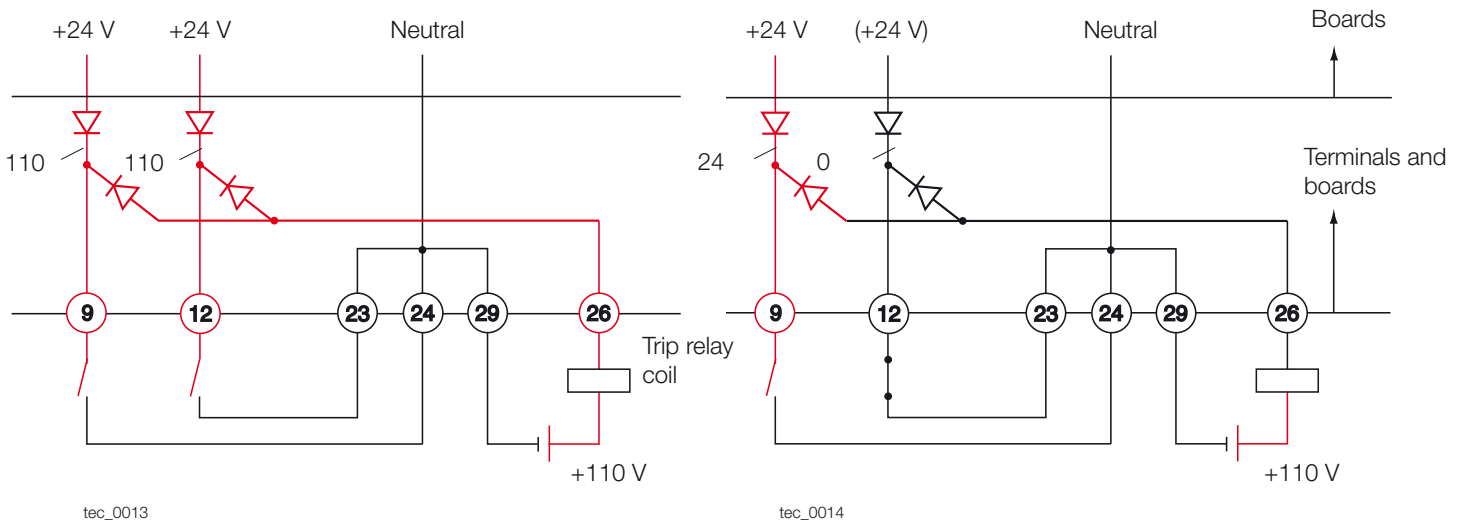 +24 V +24 V Neutral
110 110
9 12 23 24 29 26
Trip relay
coil
+110 V
tec_0013
+24 V (+24 V) Neutral
Boards
24 0
Terminals and
boards
9 12 23 24 29 26
+110 V
tec_0014